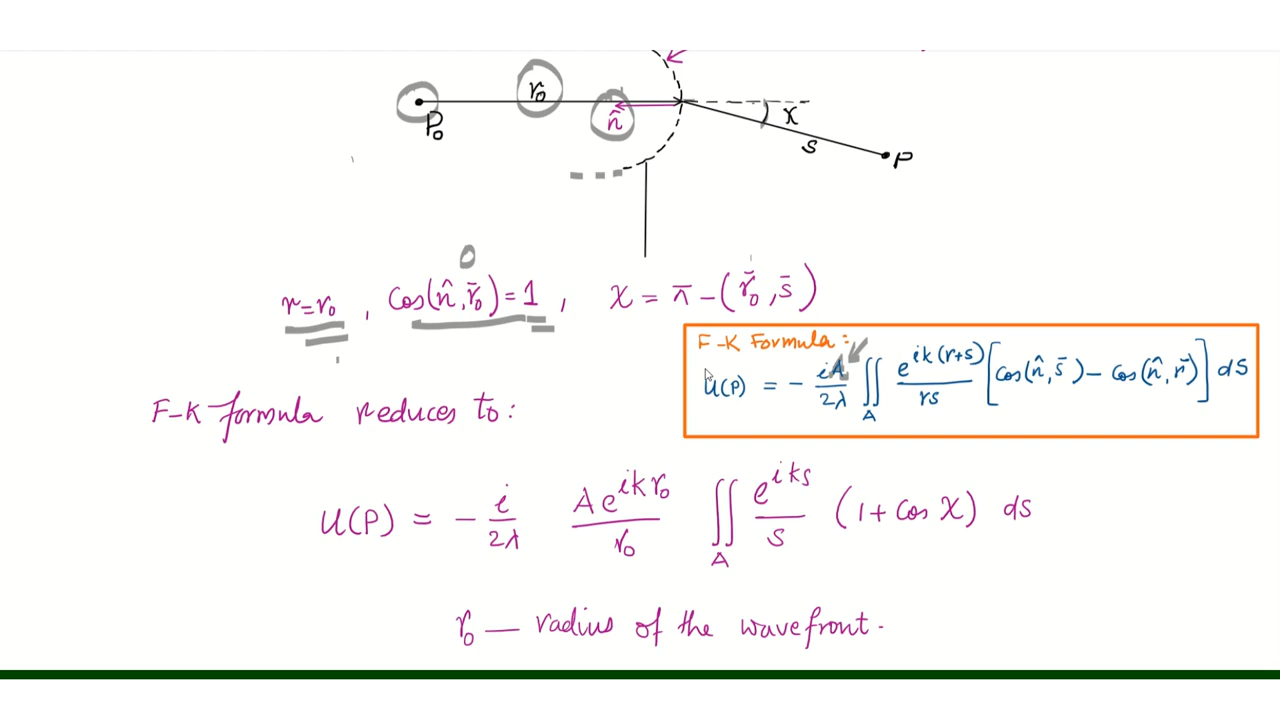 r₀
P₀
n̂
χ
s
P
0
r=r₀ , Cos(n̂,r̄₀)=1 , χ = π-(r̄₀,s̄)
F-K Formula:
U(P) = - iA/2λ ∬_A e^{ik(r+s)}/rs [cos(n̂,s̄)-cos(n̂,r̄)] dS
F-K formula reduces to:
U(P) = - i/2λ Ae^{ikr₀}/r₀ ∬_A e^{iks}/s (1+cos χ) ds
r₀ — radius of the wavefront.